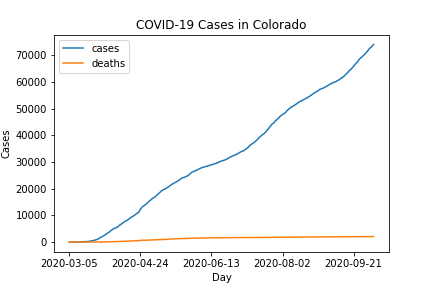 COVID-19 Cases in Colorado
cases
deaths
70000
60000
50000
40000
30000
20000
10000
0
Cases
2020-03-05 2020-04-24 2020-06-13 2020-08-02 2020-09-21
Day